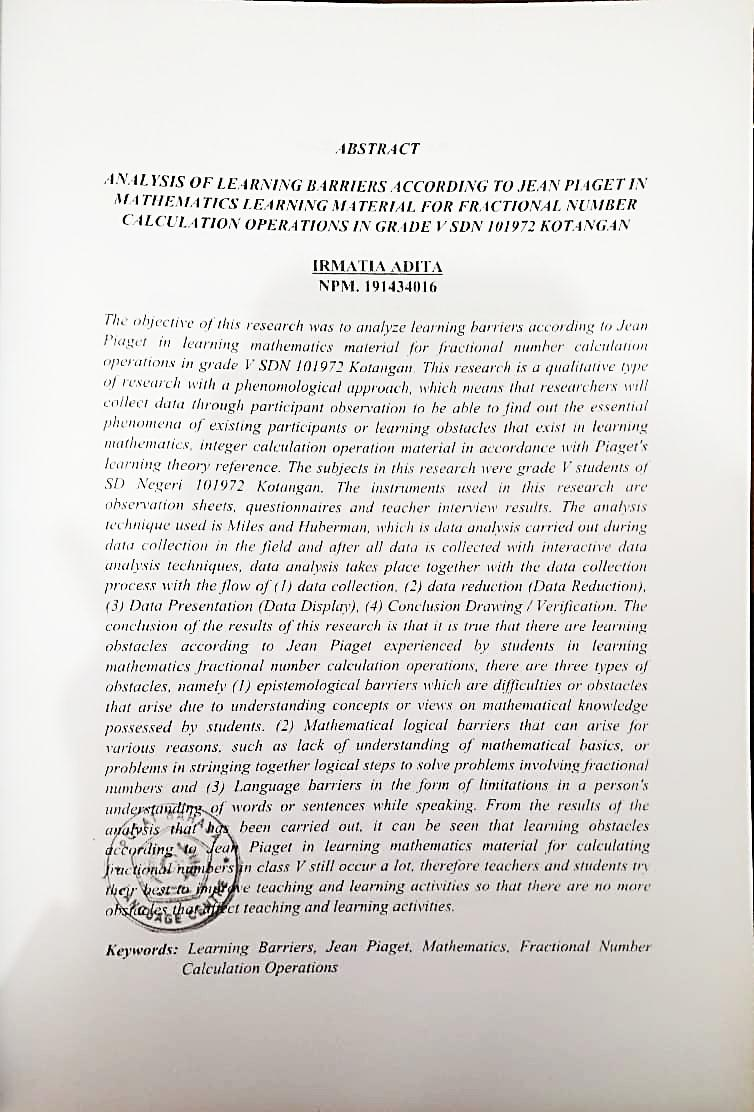 ABSTRACT
ANALYSIS OF LEARNING BARRIERS ACCORDING TO JEAN PIAGET IN
MATHEMATICS LEARNING MATERIAL FOR FRACTIONAL NUMBER
CALCULATION OPERATIONS IN GRADE V SDN 101972 KOTANGAN
IRMATIA ADITA
NPM. 191434016
The objective of this research was to analyze learning barriers according to Jean
Piaget in learning mathematics material for fractional number calculation
operations in grade V SDN 101972 Kotangan. This research is a qualitative type
of research with a phenomological approach, which means that researchers will
collect data through participant observation to be able to find out the essential
phenomena of existing participants or learning obstacles that exist in learning
mathematics, integer calculation operation material in accordance with Piaget's
learning theory reference. The subjects in this research were grade V students of
SD Negeri 101972 Kotangan. The instruments used in this research are
observation sheets, questionnaires and teacher interview results. The analysis
technique used is Miles and Huberman, which is data analysis carried out during
data collection in the field and after all data is collected with interactive data
analysis techniques, data analysis takes place together with the data collection
process with the flow of (1) data collection, (2) data reduction (Data Reduction),
(3) Data Presentation (Data Display), (4) Conclusion Drawing / Verification. The
conclusion of the results of this research is that it is true that there are learning
obstacles according to Jean Piaget experienced by students in learning
mathematics fractional number calculation operations, there are three types of
obstacles, namely (1) epistemological barriers which are difficulties or obstacles
that arise due to understanding concepts or views on mathematical knowledge
possessed by students. (2) Mathematical logical barriers that can arise for
various reasons, such as lack of understanding of mathematical basics, or
problems in stringing together logical steps to solve problems involving fractional
numbers and (3) Language barriers in the form of limitations in a person's
understanding of words or sentences while speaking. From the results of the
analysis that has been carried out, it can be seen that learning obstacles
according to Jean Piaget in learning mathematics material for calculating
fractional numbers in class V still occur a lot, therefore teachers and students try
their best to improve teaching and learning activities so that there are no more
obstacles that affect teaching and learning activities.
Keywords: Learning Barriers, Jean Piaget, Mathematics, Fractional Number
Calculation Operations